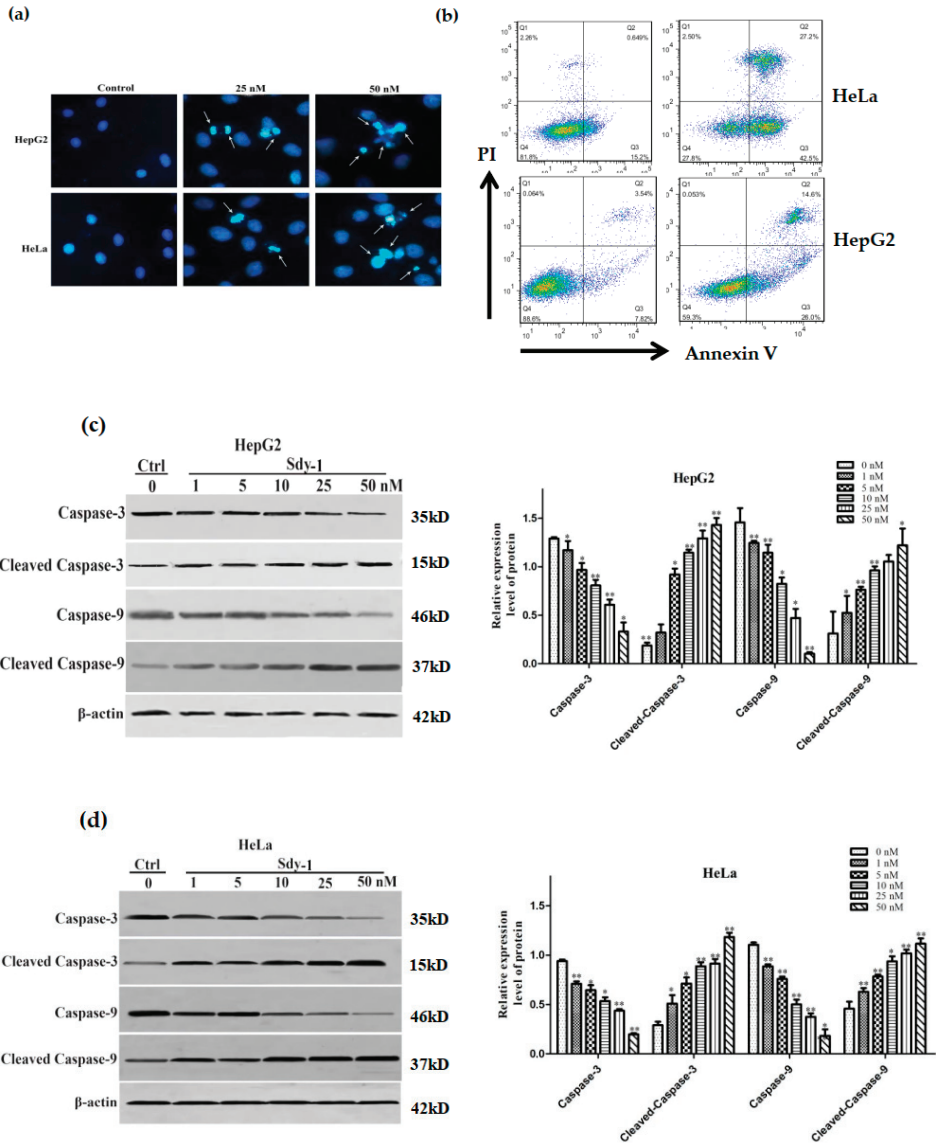 (a)
Control 25 nM 50 nM
HepG2
HeLa
(b)
Q1 2.26% Q2 0.649%
Q4 81.8% Q3 15.2%
Q1 2.50% Q2 27.2%
Q4 27.8% Q3 42.5%
HeLa
PI
Q1 0.064% Q2 3.54%
Q4 88.6% Q3 7.82%
Q1 0.053% Q2 14.6%
Q4 59.3% Q3 26.0%
HepG2
Annexin V
(c)
HepG2
Ctrl Sdy-1
0 1 5 10 25 50 nM
Caspase-3 35kD
Cleaved Caspase-3 15kD
Caspase-9 46kD
Cleaved Caspase-9 37kD
β-actin 42kD
HepG2
0 nM
1 nM
5 nM
10 nM
25 nM
50 nM
Relative expression
level of protein
1.5
1.0
0.5
0.0
Caspase-3
Cleaved-Caspase-3
Caspase-9
Cleaved-Caspase-9
(d)
HeLa
Ctrl Sdy-1
0 1 5 10 25 50 nM
Caspase-3 35kD
Cleaved Caspase-3 15kD
Caspase-9 46kD
Cleaved Caspase-9 37kD
β-actin 42kD
HeLa
0 nM
1 nM
5 nM
10 nM
25 nM
50 nM
Relative expression
level of protein
1.5
1.0
0.5
0.0
Caspase-3
Cleaved-Caspase-3
Caspase-9
Cleaved-Caspase-9